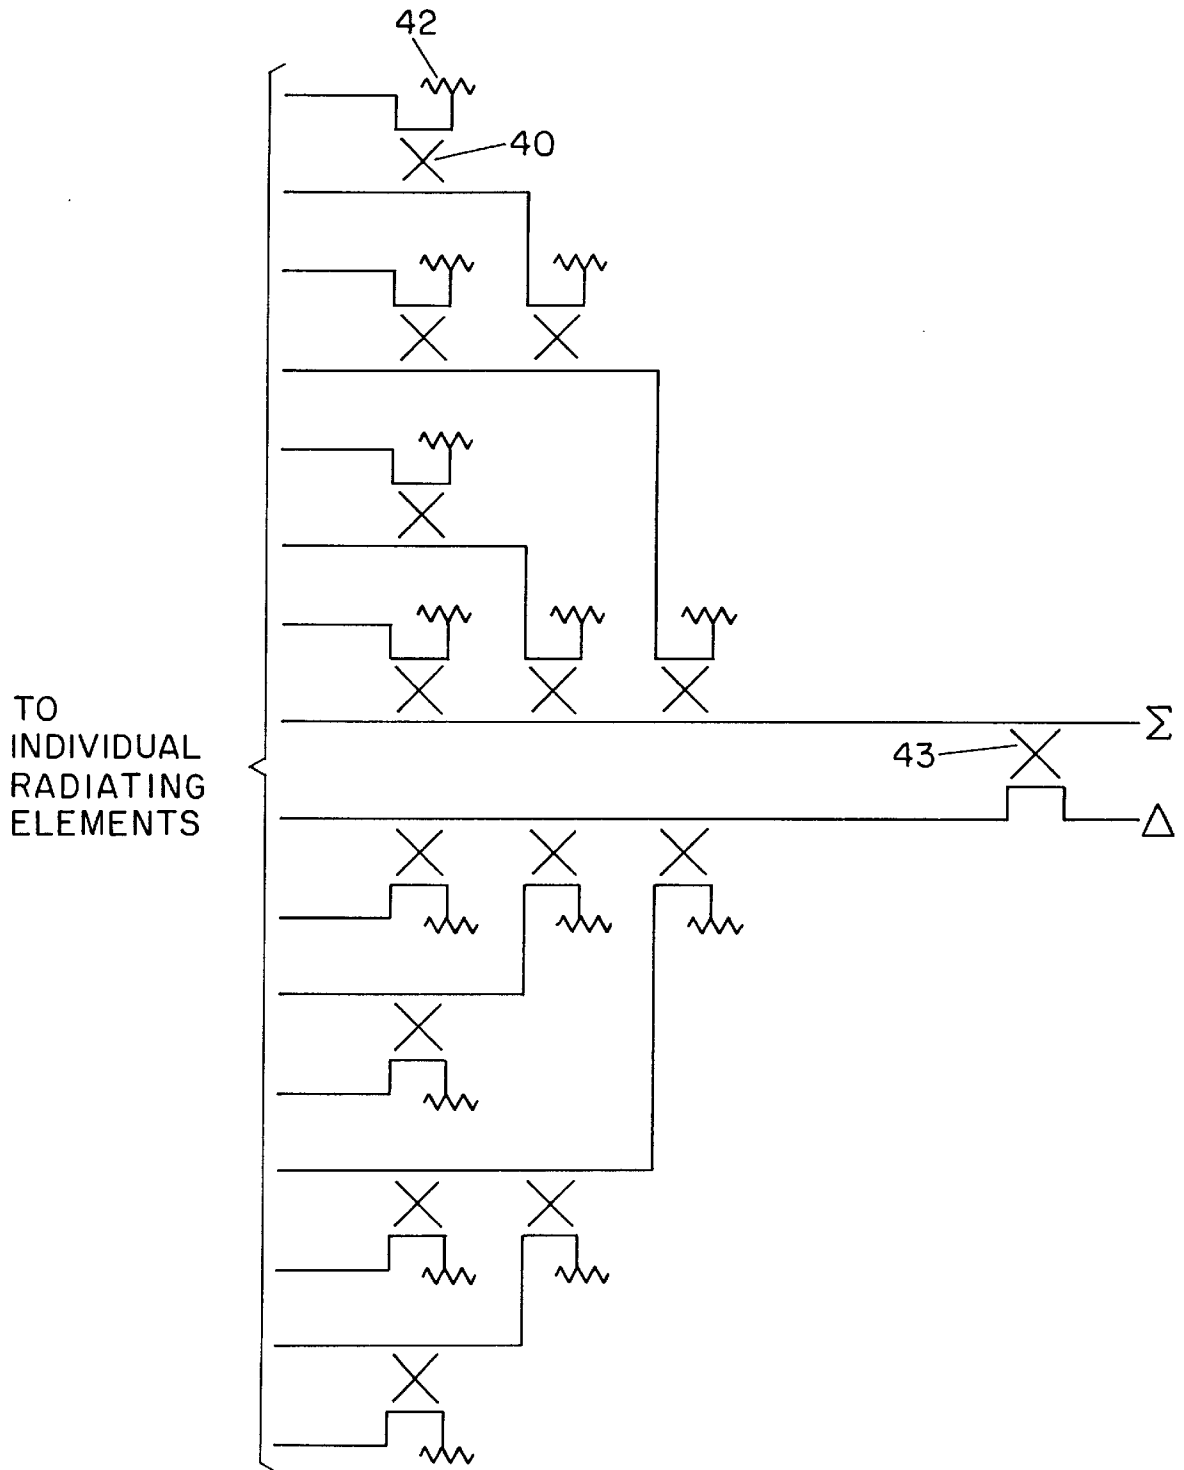 42
40
TO
INDIVIDUAL
RADIATING
ELEMENTS
Σ
43
Δ